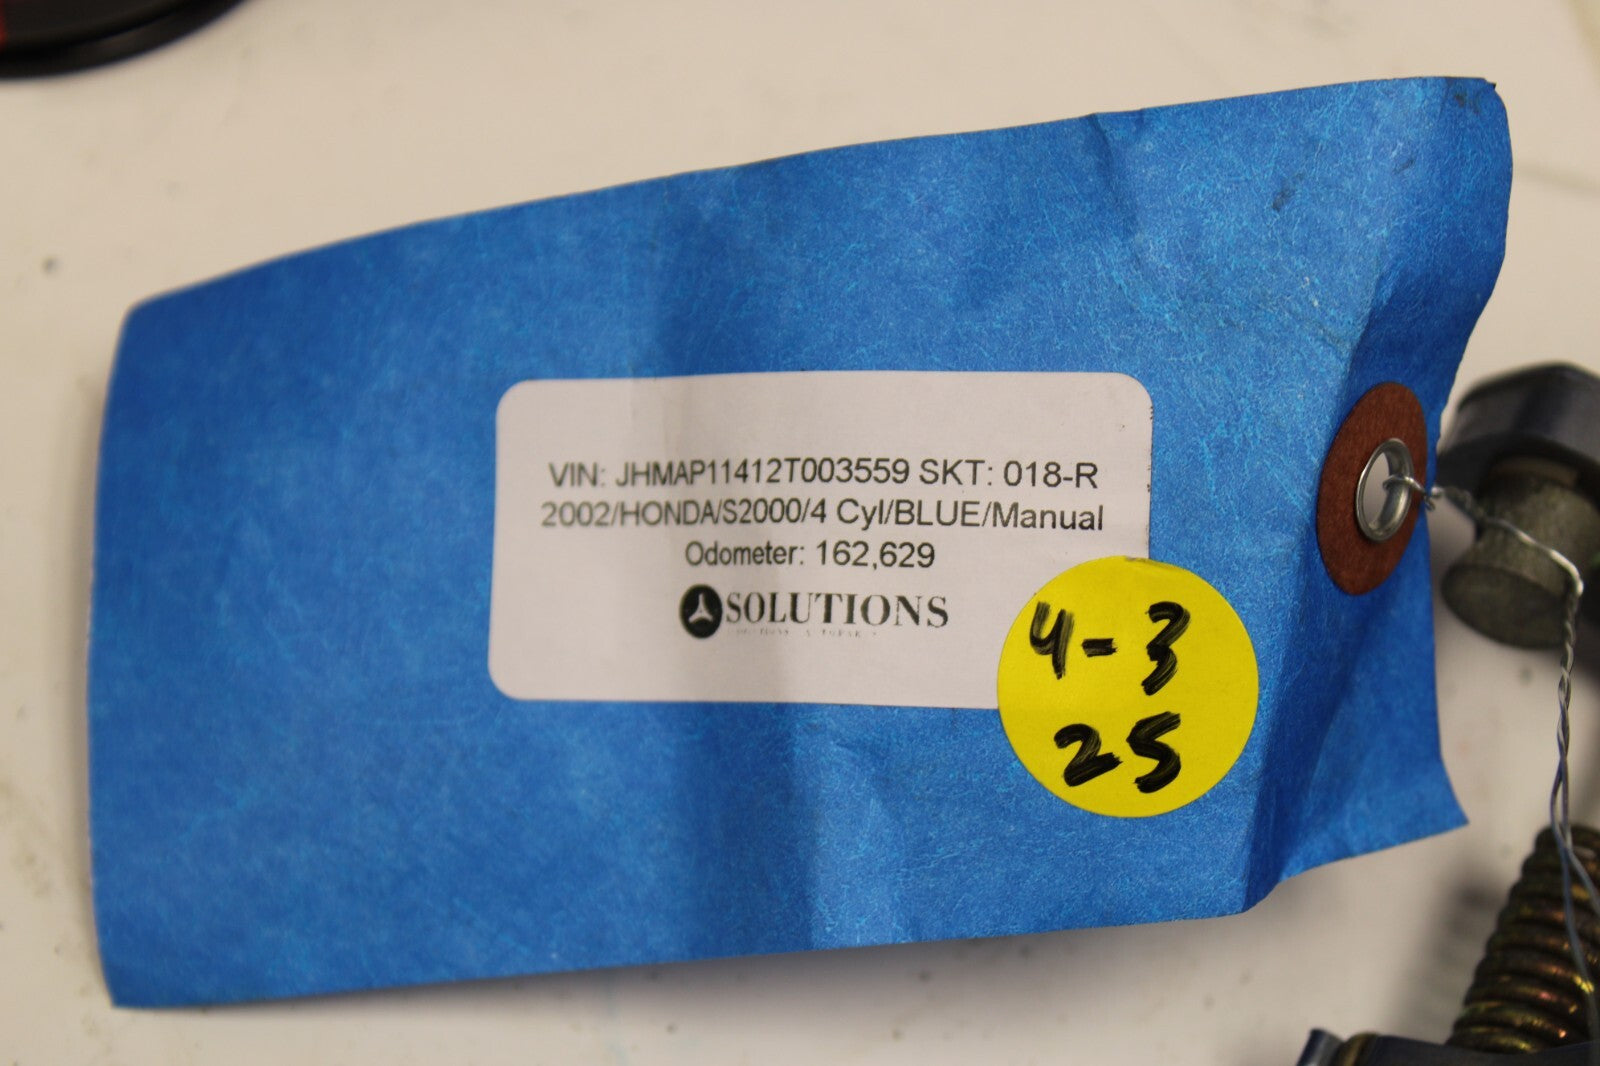 VIN: JHMAP11412T003559 SKT: 018-R
2002/HONDA/S2000/4 Cyl/BLUE/Manual
Odometer: 162,629
SOLUTIONS
4-3
25